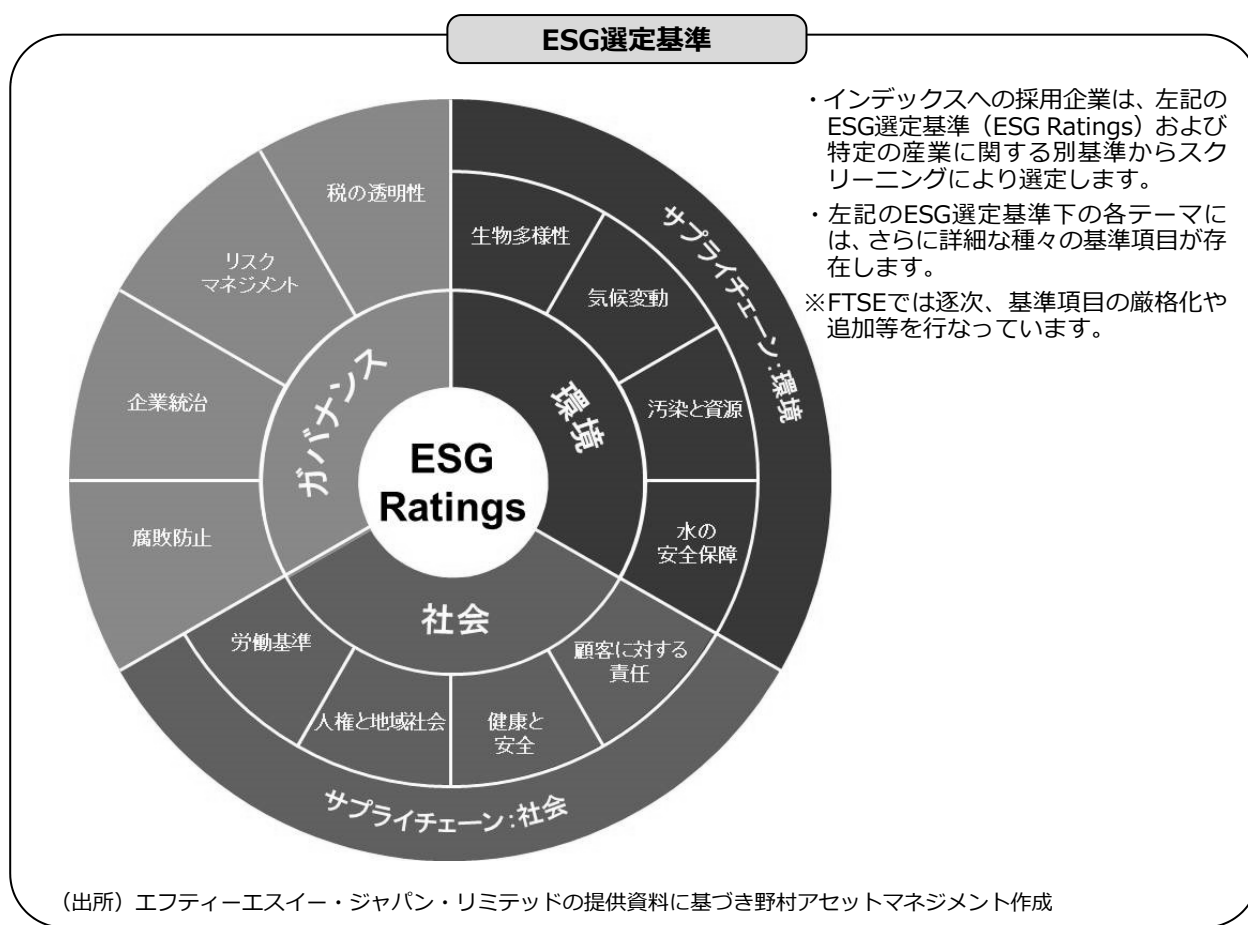 ESG選定基準
・インデックスへの採用企業は、左記の
ESG選定基準（ESG Ratings）および
特定の産業に関する別基準からスク
リーニングにより選定します。
・左記のESG選定基準下の各テーマに
は、さらに詳細な種々の基準項目が存
在します。
※FTSEでは逐次、基準項目の厳格化や
追加等を行なっています。
ESG
Ratings
環境
生物多様性
気候変動
汚染と資源
水の
安全保障
サプライチェーン:環境
社会
顧客に対する
責任
健康と
安全
人権と地域社会
労働基準
サプライチェーン:社会
ガバナンス
腐敗防止
企業統治
リスク
マネジメント
税の透明性
（出所）エフティーエスイー・ジャパン・リミテッドの提供資料に基づき野村アセットマネジメント作成